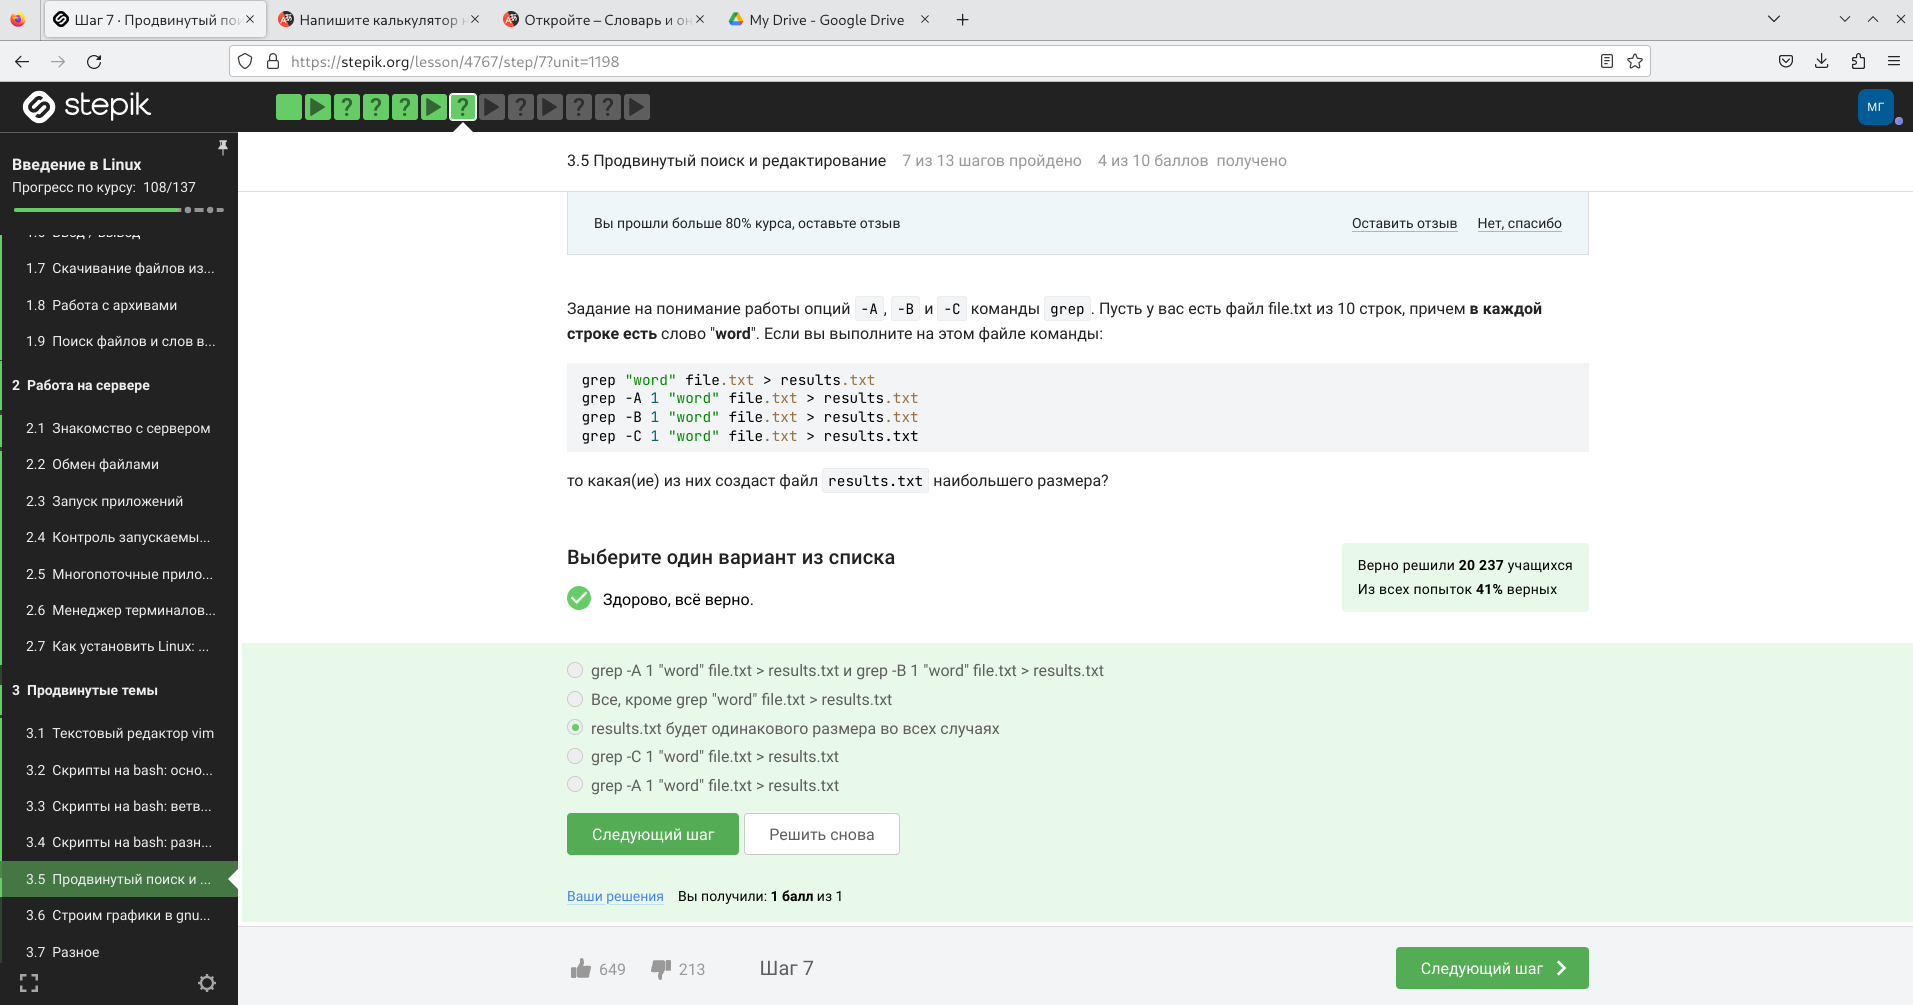 Шаг 7 · Продвинутый пои
Напишите калькулятор н
Откройте – Словарь и он
My Drive - Google Drive
https://stepik.org/lesson/4767/step/7?unit=1198
stepik
МГ
Введение в Linux
Прогресс по курсу: 108/137
3.5 Продвинутый поиск и редактирование 7 из 13 шагов пройдено 4 из 10 баллов получено
Вы прошли больше 80% курса, оставьте отзыв Оставить отзыв Нет, спасибо
1.6 Ввод / Вывод
1.7 Скачивание файлов из...
1.8 Работа с архивами
1.9 Поиск файлов и слов в...
2 Работа на сервере
2.1 Знакомство с сервером
2.2 Обмен файлами
2.3 Запуск приложений
2.4 Контроль запускаемы...
2.5 Многопоточные прило...
2.6 Менеджер терминалов...
2.7 Как установить Linux: ...
3 Продвинутые темы
3.1 Текстовый редактор vim
3.2 Скрипты на bash: осно...
3.3 Скрипты на bash: ветв...
3.4 Скрипты на bash: разн...
3.5 Продвинутый поиск и ...
3.6 Строим графики в gnu...
3.7 Разное
Задание на понимание работы опций -A, -B и -C команды grep. Пусть у вас есть файл file.txt из 10 строк, причем в каждой
строке есть слово "word". Если вы выполните на этом файле команды:
grep "word" file.txt > results.txt
grep -A 1 "word" file.txt > results.txt
grep -B 1 "word" file.txt > results.txt
grep -C 1 "word" file.txt > results.txt
то какая(ие) из них создаст файл results.txt наибольшего размера?
Выберите один вариант из списка
Здорово, всё верно.
Верно решили 20 237 учащихся
Из всех попыток 41% верных
grep -A 1 "word" file.txt > results.txt и grep -B 1 "word" file.txt > results.txt
Все, кроме grep "word" file.txt > results.txt
results.txt будет одинакового размера во всех случаях
grep -C 1 "word" file.txt > results.txt
grep -A 1 "word" file.txt > results.txt
Следующий шаг Решить снова
Ваши решения Вы получили: 1 балл из 1
649 213 Шаг 7 Следующий шаг